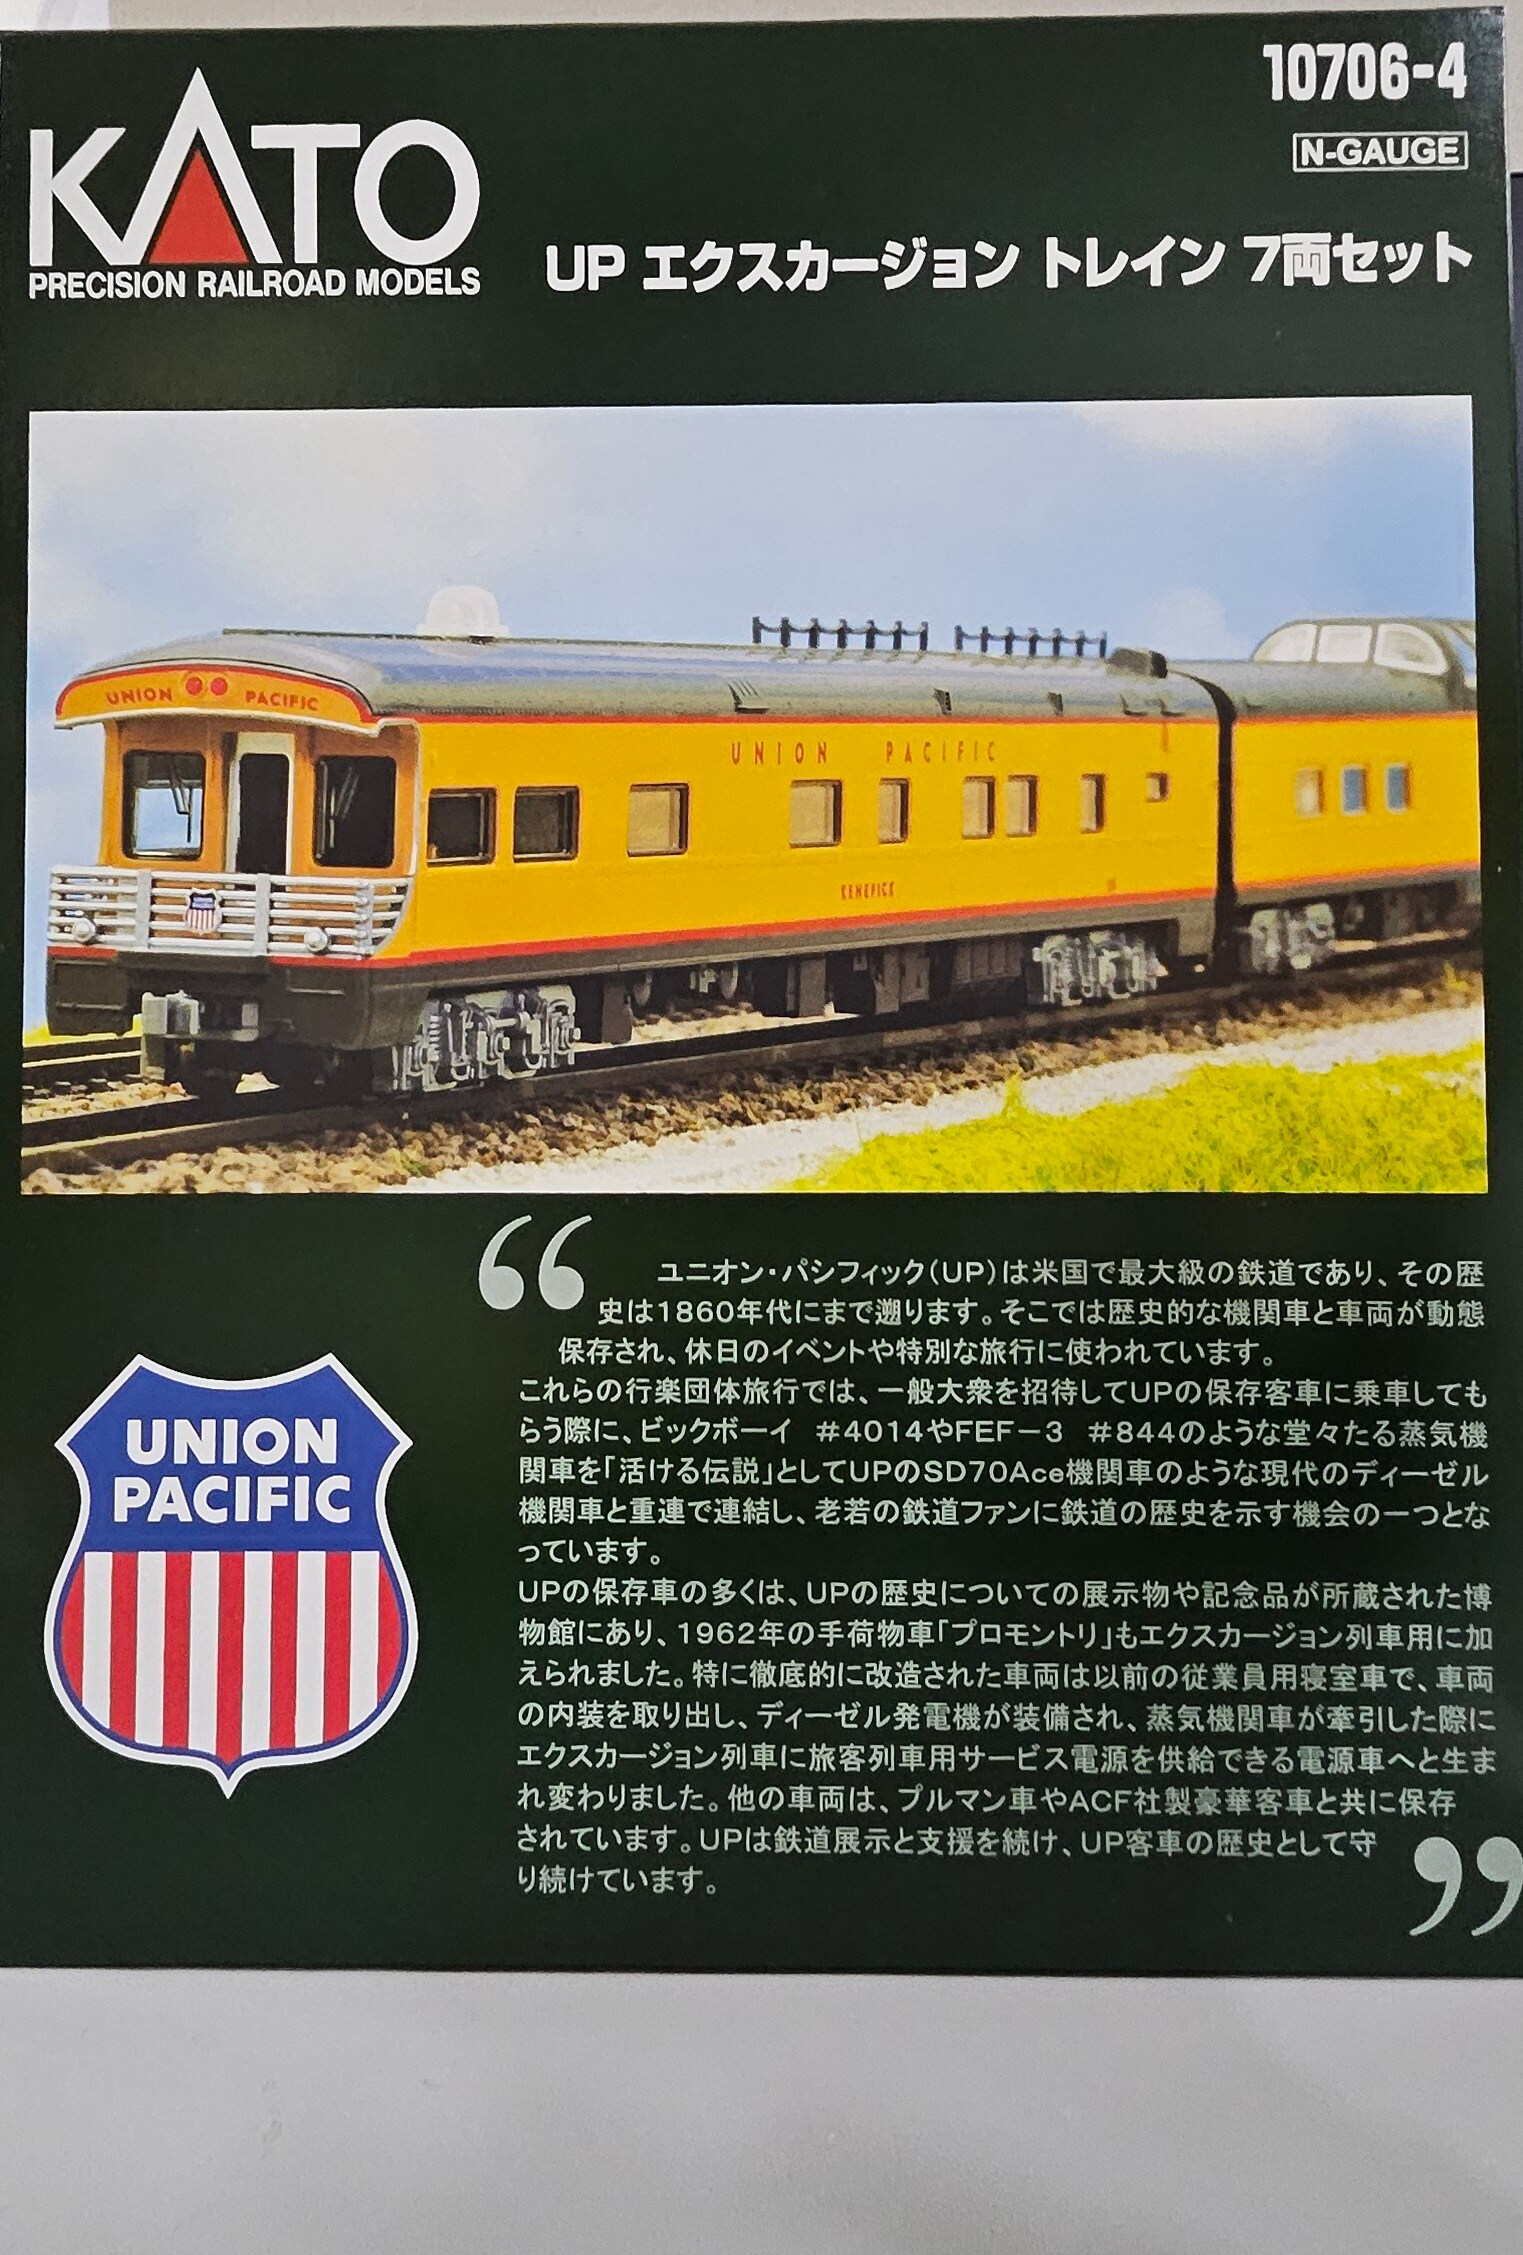 10706-4
N-GAUGE
KATO
PRECISION RAILROAD MODELS
UP エクスカージョン トレイン 7両セット
UNION PACIFIC
UNION PACIFIC
KENEFICK
“
ユニオン・パシフィック(UP)は米国で最大級の鉄道であり、その歴
史は1860年代にまで遡ります。そこでは歴史的な機関車と車両が動態
保存され、休日のイベントや特別な旅行に使われています。
これらの行楽団体旅行では、一般大衆を招待してUPの保存客車に乗車しても
らう際に、ビックボーイ #4014やFEF−3 #844のような堂々たる蒸気機
関車を「活ける伝説」としてUPのSD70Ace機関車のような現代のディーゼル
機関車と重連で連結し、老若の鉄道ファンに鉄道の歴史を示す機会の一つとな
っています。
UPの保存車の多くは、UPの歴史についての展示物や記念品が所蔵された博
物館にあり、1962年の手荷物車「プロモントリ」もエクスカージョン列車用に加
えられました。特に徹底的に改造された車両は以前の従業員用寝室車で、車両
の内装を取り出し、ディーゼル発電機が装備され、蒸気機関車が牽引した際に
エクスカージョン列車に旅客列車用サービス電源を供給できる電源車へと生ま
れ変わりました。他の車両は、プルマン車やACF社製豪華客車と共に保存
されています。UPは鉄道展示と支援を続け、UP客車の歴史として守
り続けています。
”
UNION
PACIFIC